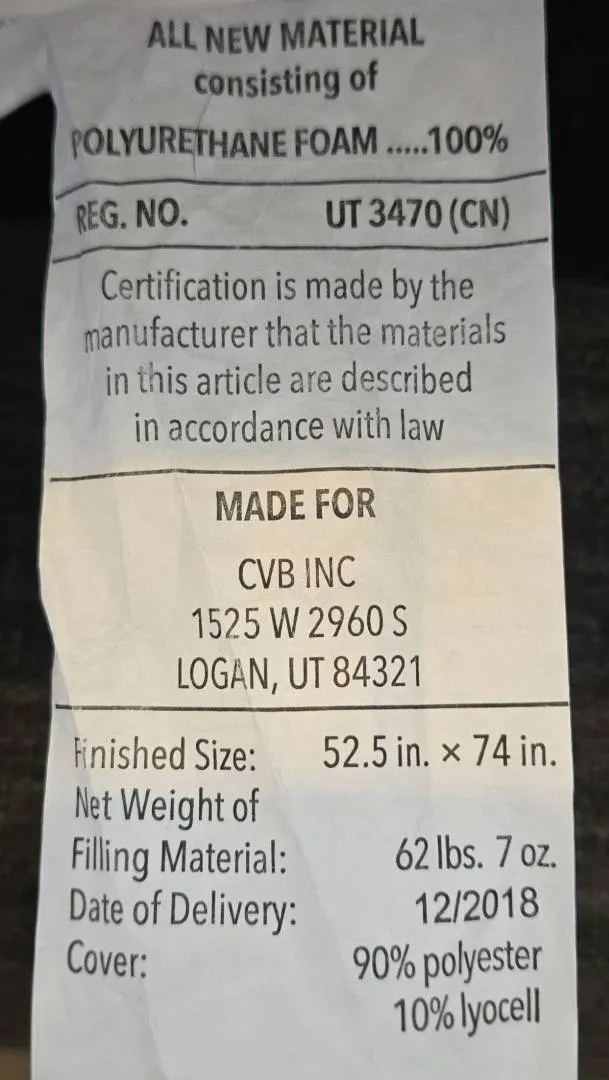 ALL NEW MATERIAL
consisting of
POLYURETHANE FOAM .....100%
REG. NO. UT 3470 (CN)
Certification is made by the
manufacturer that the materials
in this article are described
in accordance with law
MADE FOR
CVB INC
1525 W 2960 S
LOGAN, UT 84321
Finished Size: 52.5 in. × 74 in.
Net Weight of
Filling Material: 62 lbs. 7 oz.
Date of Delivery: 12/2018
Cover: 90% polyester
10% lyocell